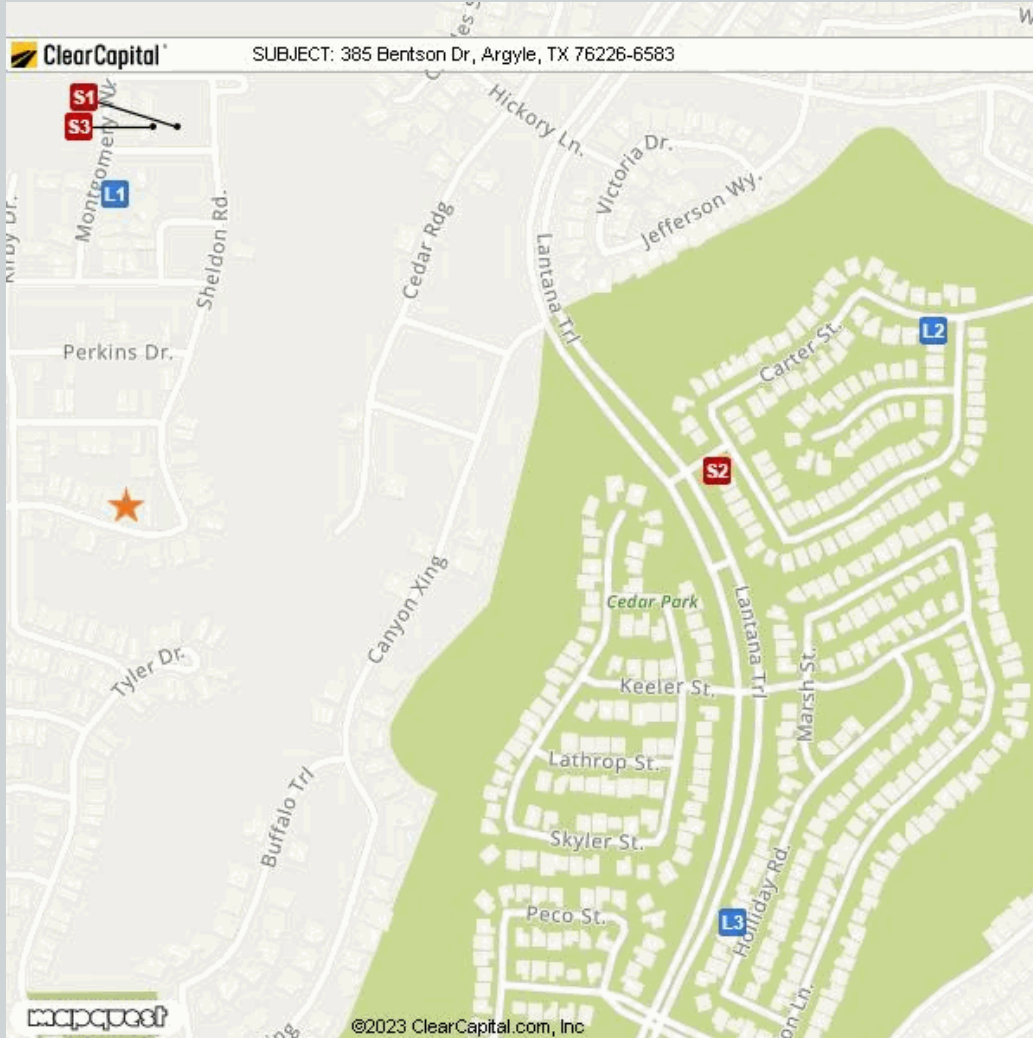 ClearCapital
SUBJECT: 385 Bentson Dr, Argyle, TX 76226-6583
S1
S3
L1
Sheldon Rd.
Perkins Dr.
Cedar Rdg
Hickory Ln.
Victoria Dr.
Jefferson Wy.
Lantana Trl
Carter St.
L2
S2
Canyon Xing
Tyler Dr.
Buffalo Trl
Cedar Park
Lantana Trl
Keeler St.
Marsh St.
Lathrop St.
Skyler St.
Peco St.
L3
Holliday Rd.
mapquest
©2023 ClearCapital.com, Inc